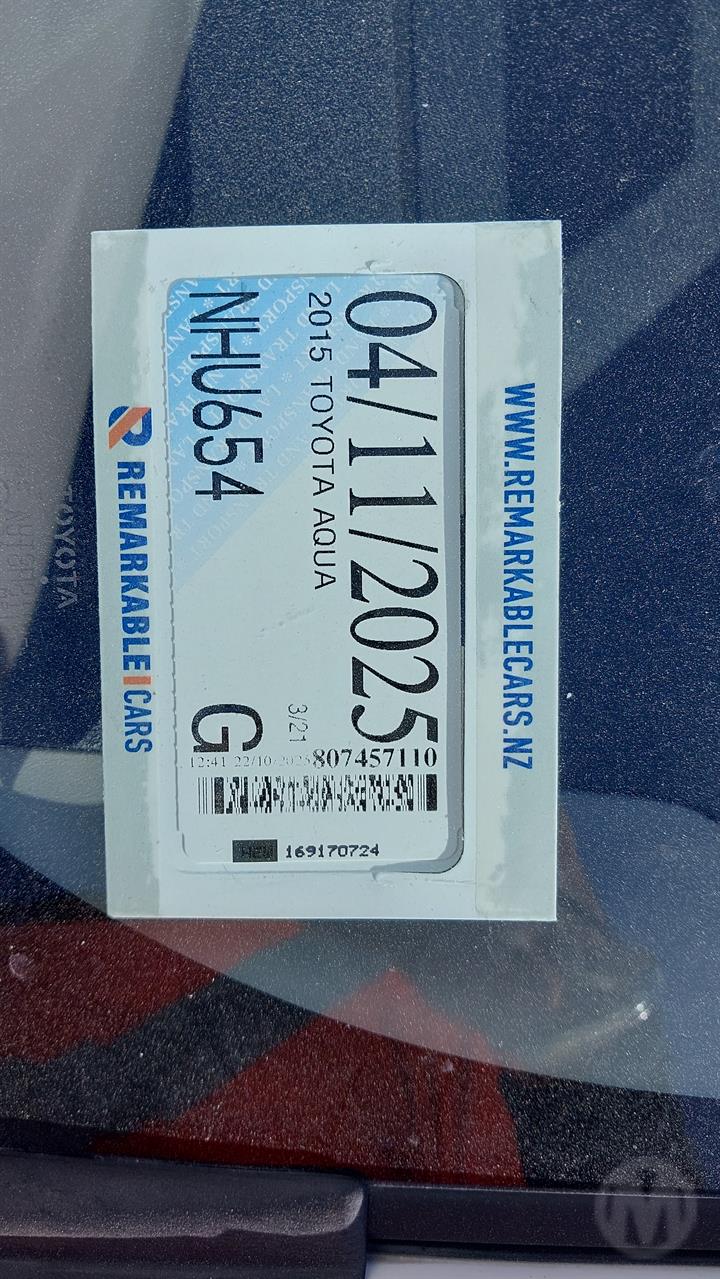 WWW.REMARKABLECARS.NZ
04/11/2025
2015 TOYOTA AQUA
3/21
NHU654
G
807457110
12:41 22/10/2025
169170724
REMARKABLE CARS
TOYOTA